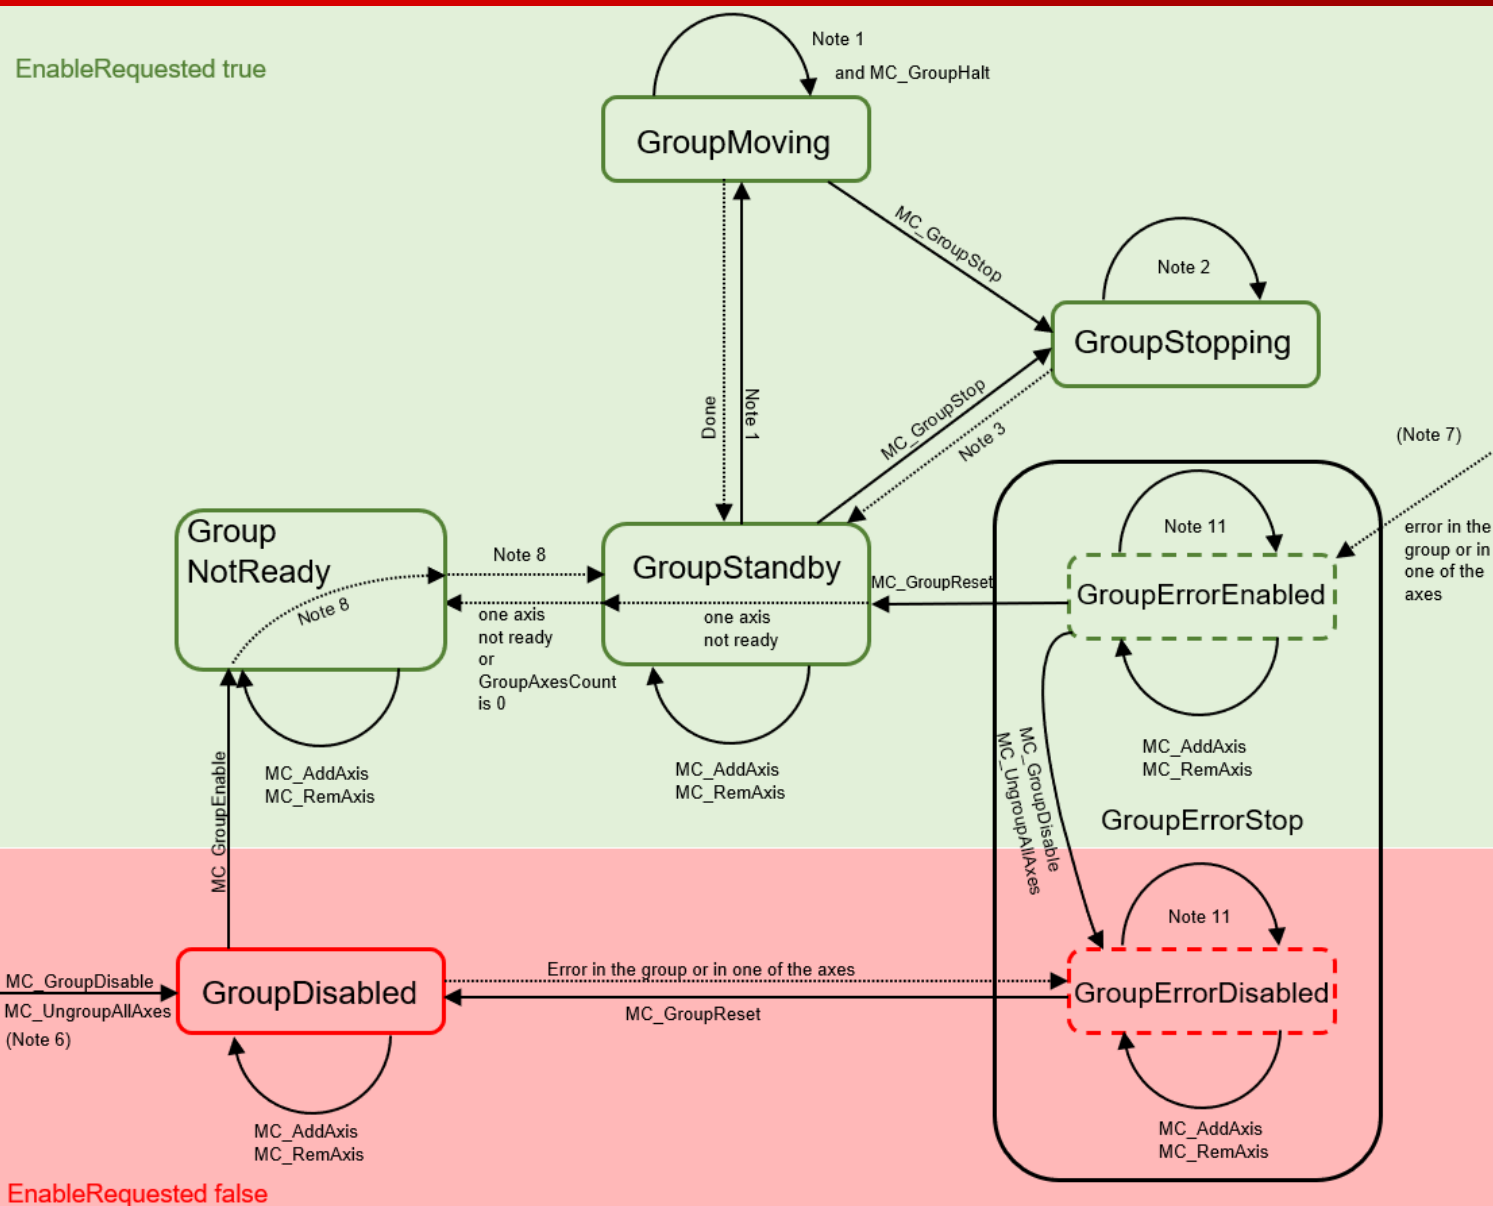 EnableRequested true
Note 1
and MC_GroupHalt
GroupMoving
MC_GroupStop
Note 2
GroupStopping
Done
Note 1
MC_GroupStop
Note 3
(Note 7)
error in the
group or in
one of the
axes
Group
NotReady
Note 8
Note 8
GroupStandby
one axis
not ready
one axis
not ready
or
GroupAxesCount
is 0
MC_GroupReset
Note 11
GroupErrorEnabled
MC_AddAxis
MC_RemAxis
MC_AddAxis
MC_RemAxis
MC_AddAxis
MC_RemAxis
MC_GroupEnable
MC_GroupDisable
MC_UngroupAllAxes
GroupErrorStop
Note 11
MC_GroupDisable
MC_UngroupAllAxes
(Note 6)
GroupDisabled
Error in the group or in one of the axes
MC_GroupReset
GroupErrorDisabled
MC_AddAxis
MC_RemAxis
MC_AddAxis
MC_RemAxis
EnableRequested false